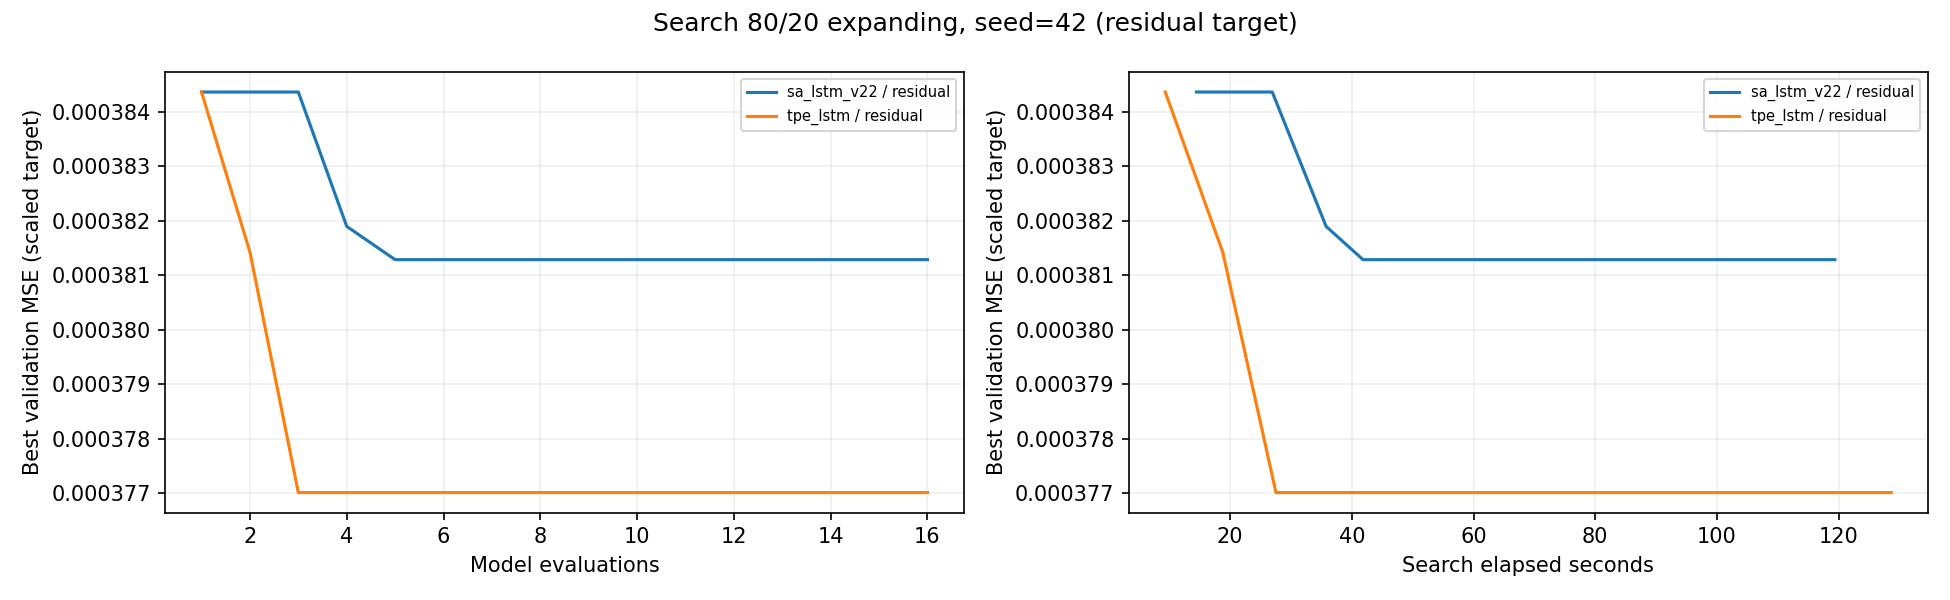 Search 80/20 expanding, seed=42 (residual target)
Best validation MSE (scaled target)
0.000384
0.000383
0.000382
0.000381
0.000380
0.000379
0.000378
0.000377
sa_lstm_v22 / residual
tpe_lstm / residual
2 4 6 8 10 12 14 16
Model evaluations
Best validation MSE (scaled target)
0.000384
0.000383
0.000382
0.000381
0.000380
0.000379
0.000378
0.000377
sa_lstm_v22 / residual
tpe_lstm / residual
20 40 60 80 100 120
Search elapsed seconds